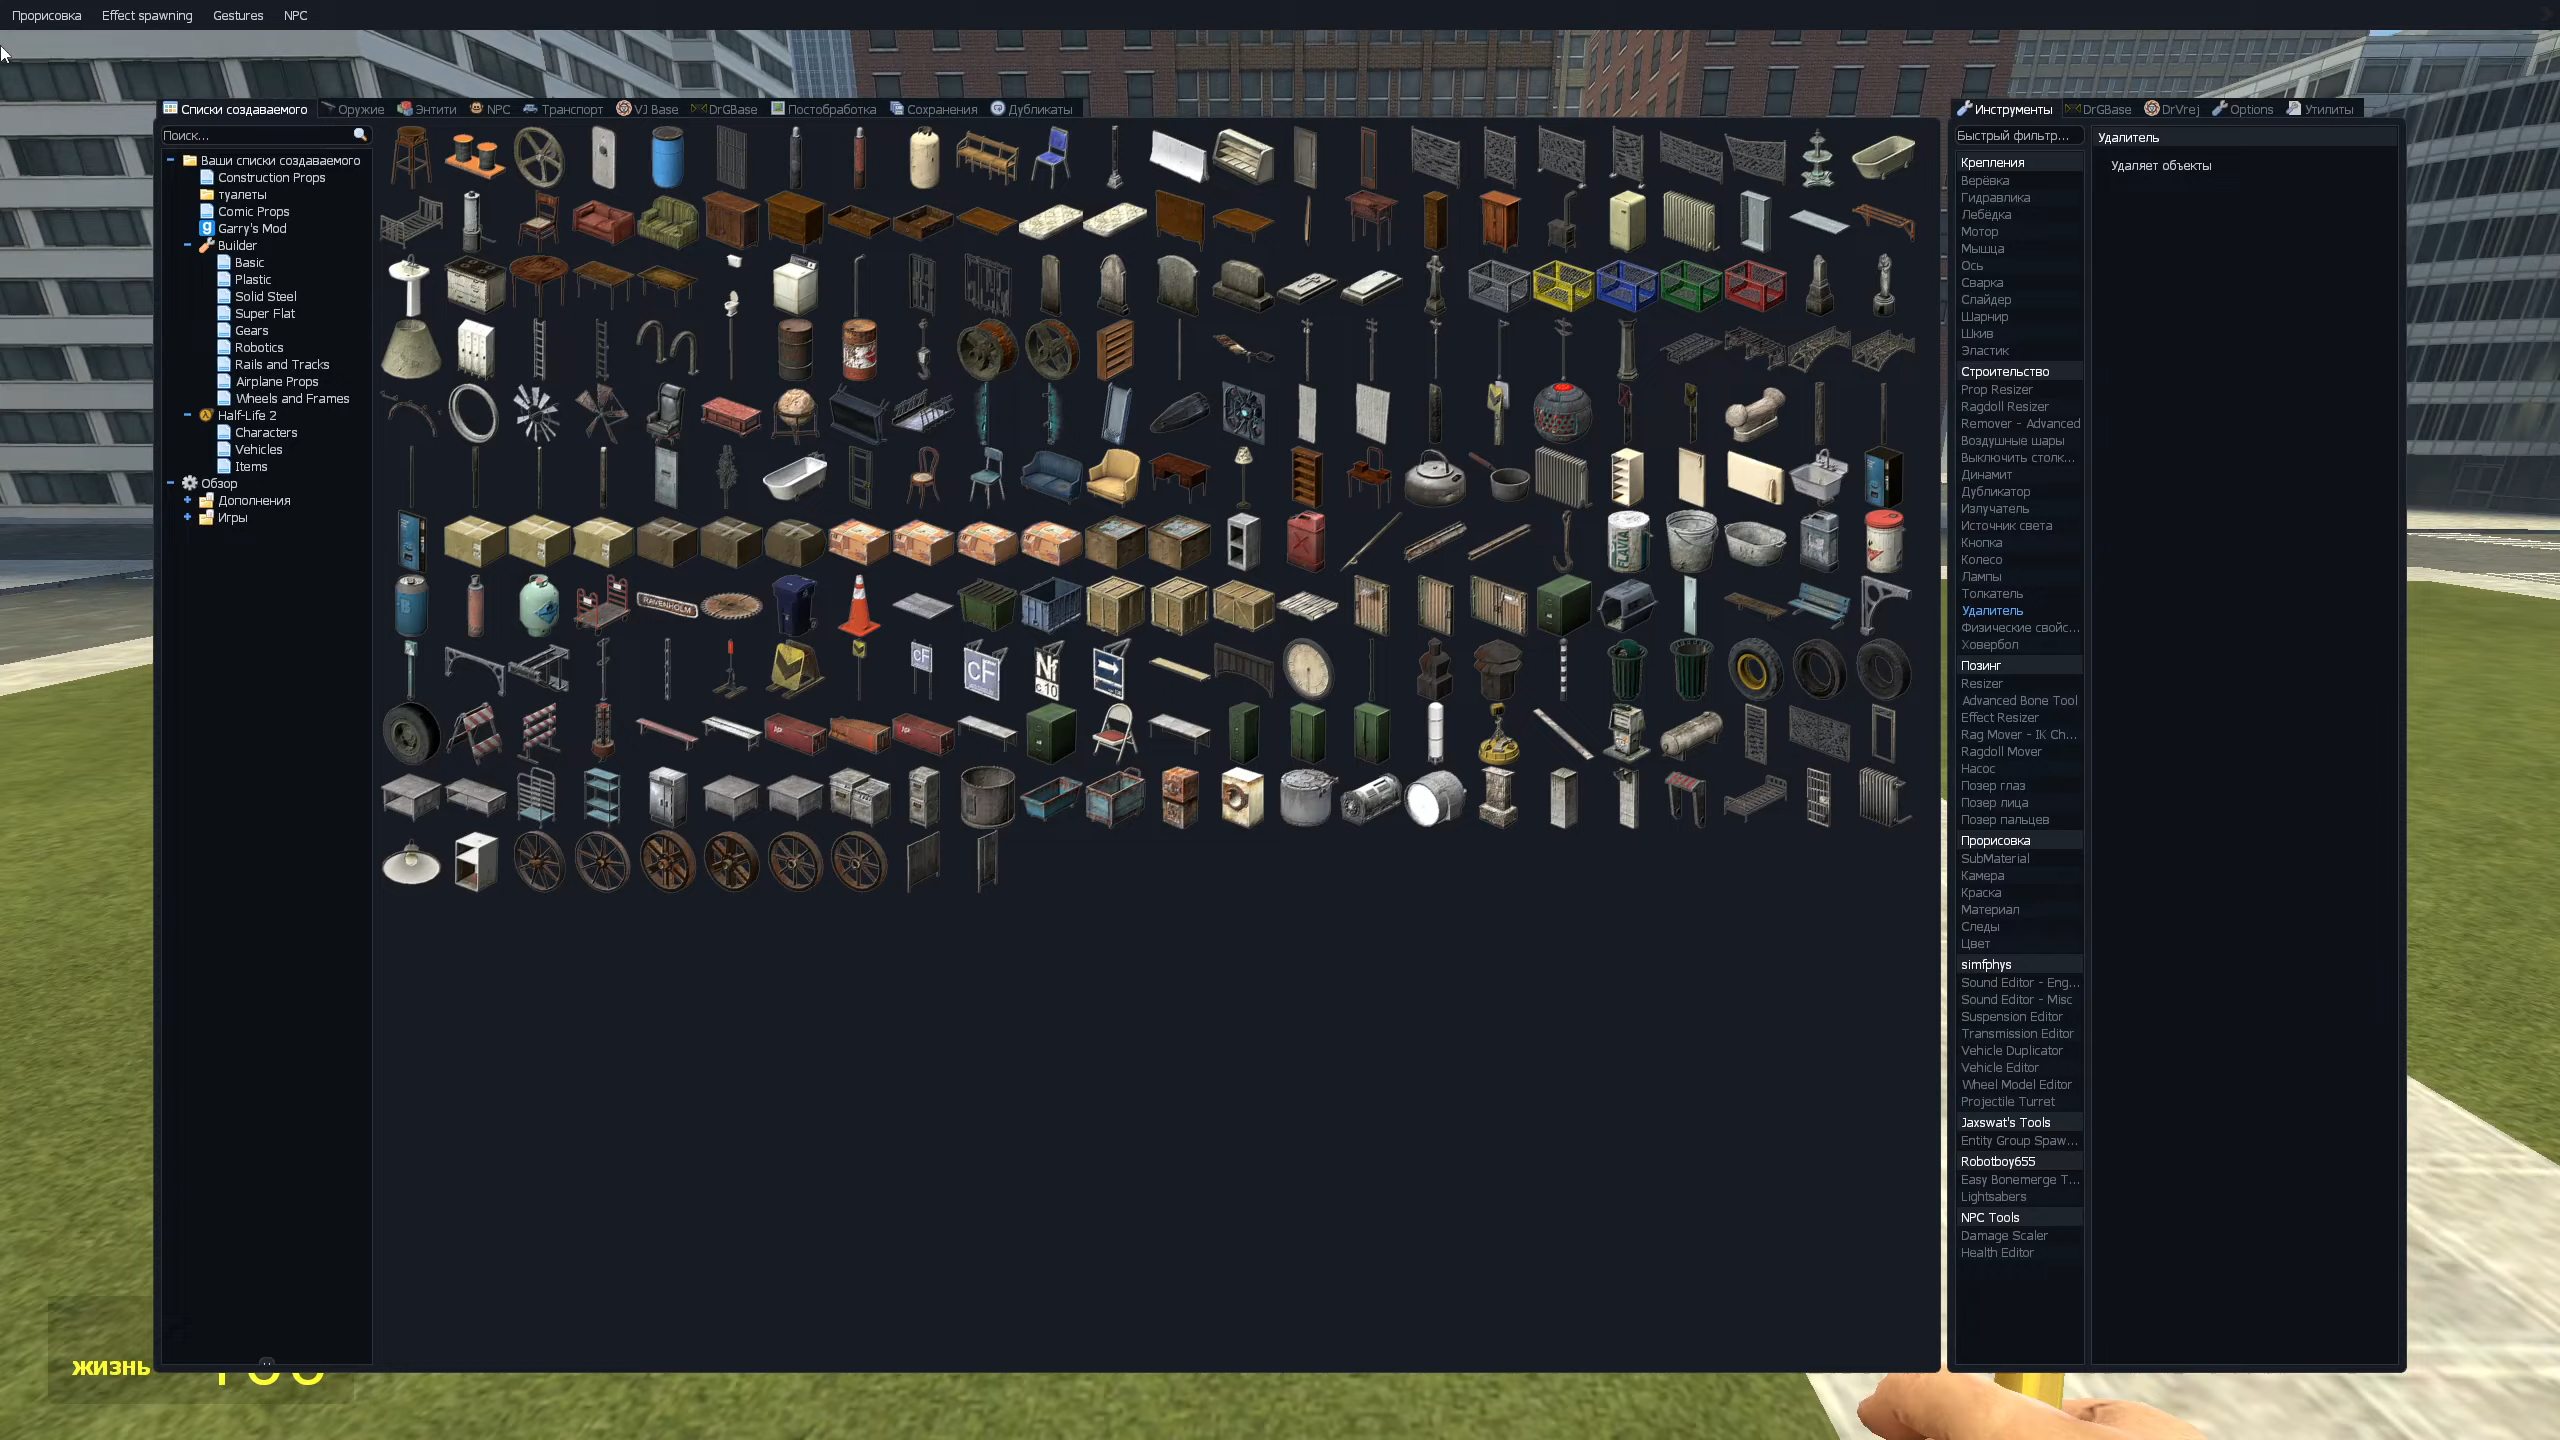 Прорисовка Effect spawning Gestures NPC
Списки создаваемого Оружие Энтити NPC Транспорт VJ Base DrGBase Постобработка Сохранения Дубликаты
Поиск...
Ваши списки создаваемого
Construction Props
туалеты
Comic Props
Garry's Mod
Builder
Basic
Plastic
Solid Steel
Super Flat
Gears
Robotics
Rails and Tracks
Airplane Props
Wheels and Frames
Half-Life 2
Characters
Vehicles
Items
Обзор
Дополнения
Игры
RAVENHOLM
cF
cF
Nf
c 10
жизнь
Инструменты DrGBase DrVrej Options Утилиты
Быстрый фильтр...
Крепления
Верёвка
Гидравлика
Лебёдка
Мотор
Мышца
Ось
Сварка
Слайдер
Шарнир
Шкив
Эластик
Строительство
Prop Resizer
Ragdoll Resizer
Remover - Advanced
Воздушные шары
Выключить столк...
Динамит
Дубликатор
Излучатель
Источник света
Кнопка
Колесо
Лампы
Толкатель
Удалитель
Физические свойс...
Ховербол
Позинг
Resizer
Advanced Bone Tool
Effect Resizer
Rag Mover - IK Ch...
Ragdoll Mover
Насос
Позер глаз
Позер лица
Позер пальцев
Прорисовка
SubMaterial
Камера
Краска
Материал
Следы
Цвет
simfphys
Sound Editor - Eng...
Sound Editor - Misc
Suspension Editor
Transmission Editor
Vehicle Duplicator
Vehicle Editor
Wheel Model Editor
Projectile Turret
Jaxswat's Tools
Entity Group Spaw...
Robotboy655
Easy Bonemerge T...
Lightsabers
NPC Tools
Damage Scaler
Health Editor
Удалитель
Удаляет объекты